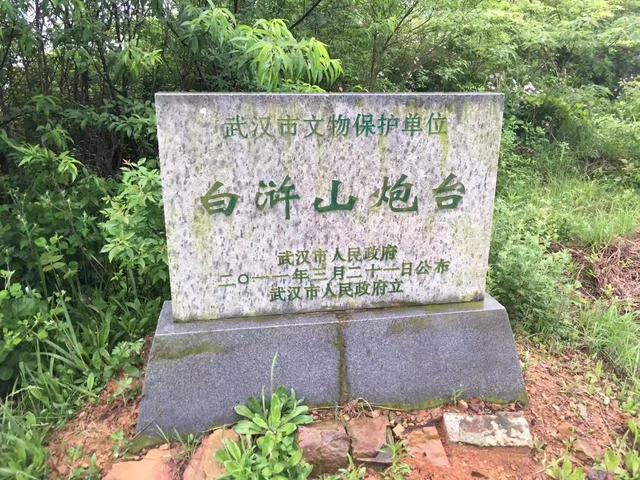 武汉市文物保护单位
白浒山炮台
武汉市人民政府
二〇一一年三月二十一日公布
武汉市人民政府立